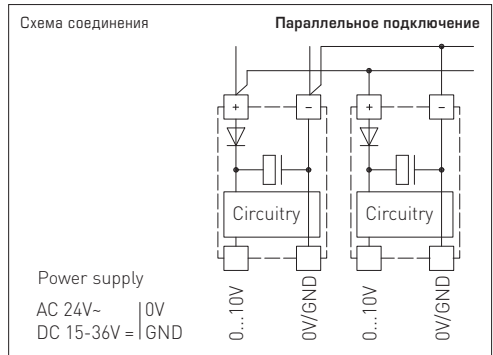 Схема соединения
Параллельное подключение
+
–
+
–
Circuitry
Circuitry
Power supply
AC 24V~ 0V
DC 15-36V = GND
0...10V
0V/GND
0...10V
0V/GND